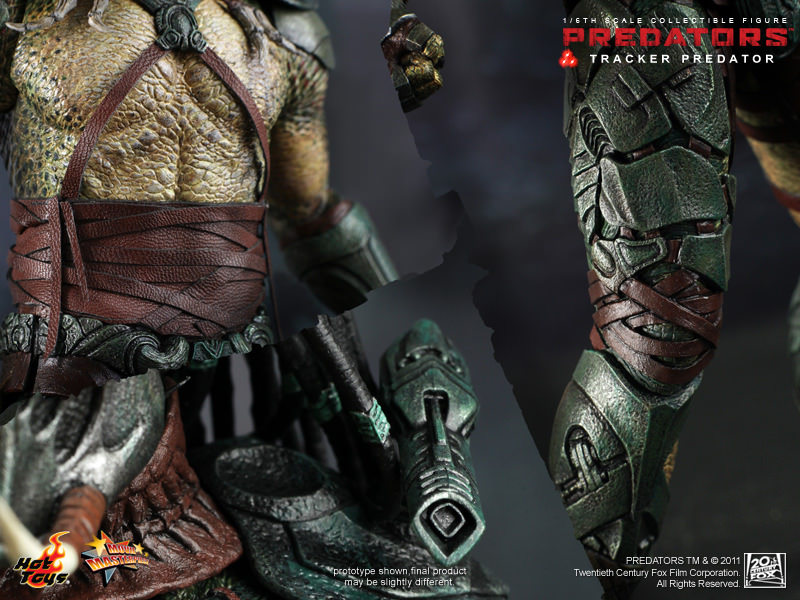 1/6TH SCALE COLLECTIBLE FIGURE
PREDATORS™
TRACKER PREDATOR
Hot Toys.
MOVIE MASTERPIECE
*prototype shown, final product
may be slightly different.
PREDATORS TM & © 2011
Twentieth Century Fox Film Corporation.
All Rights Reserved.
20th CENTURY FOX